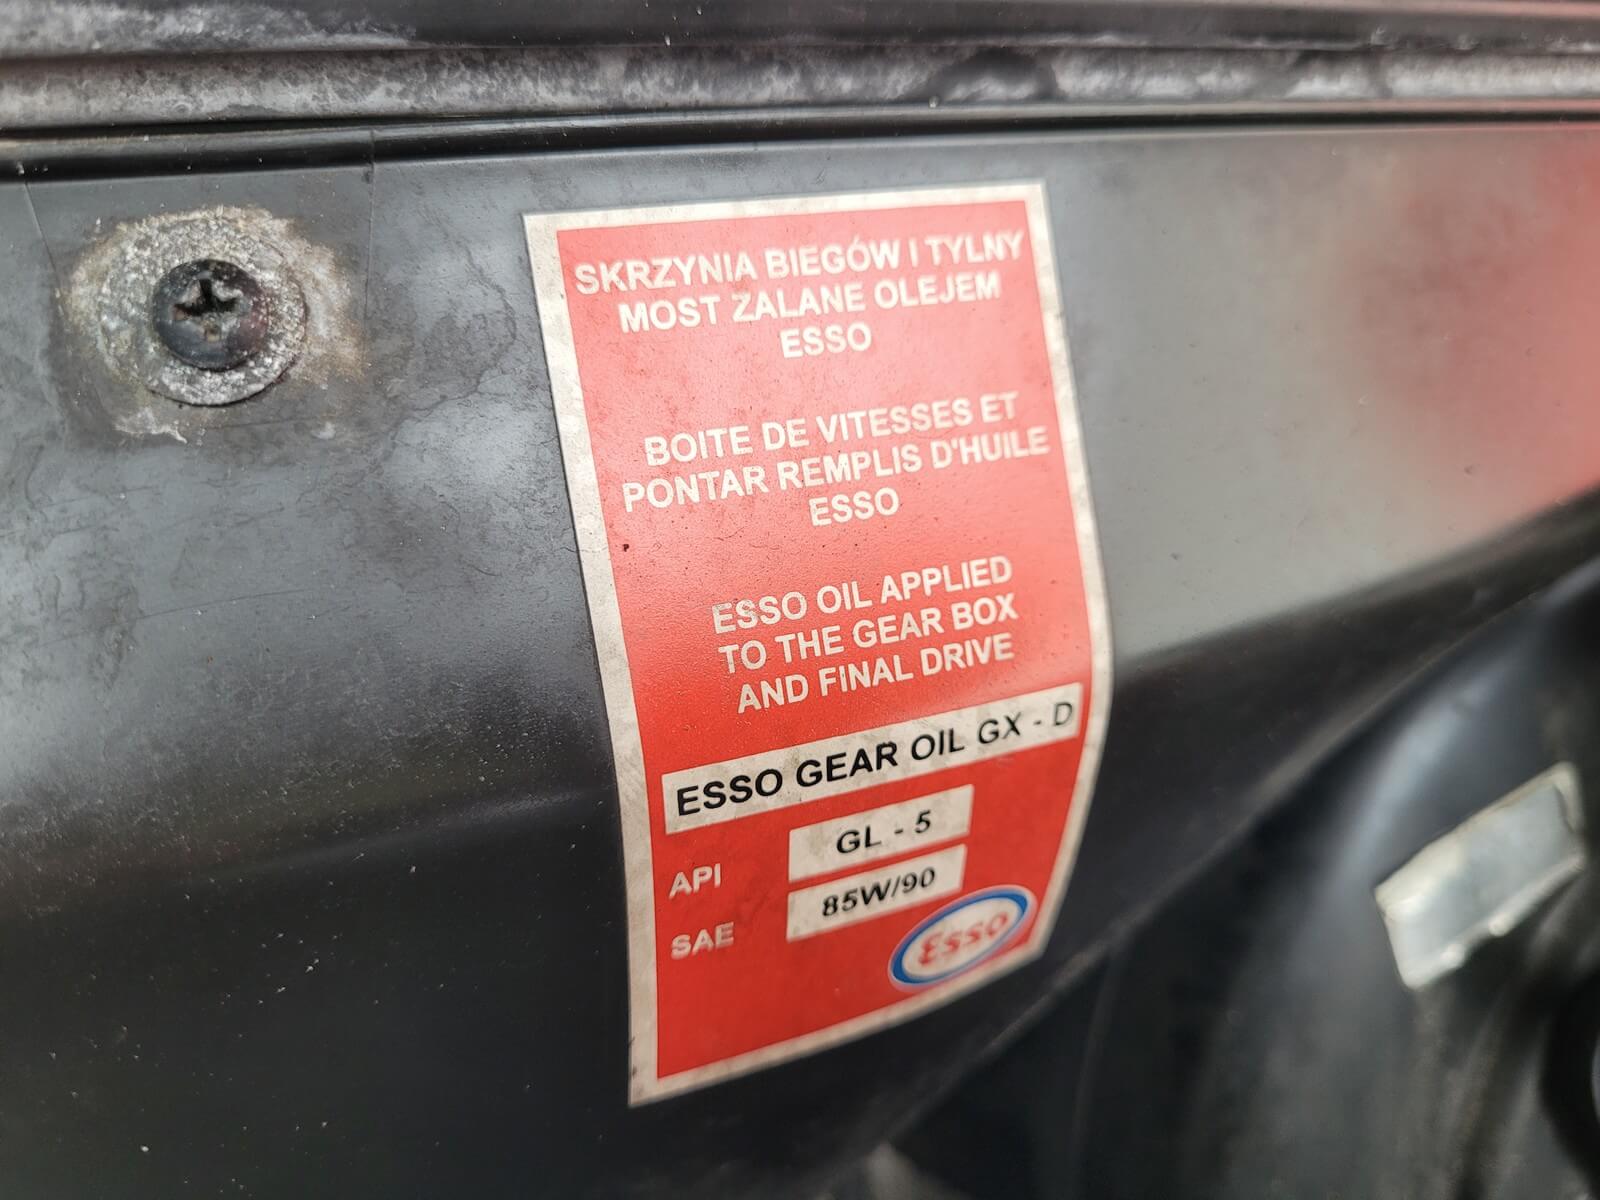 SKRZYNIA BIEGÓW I TYLNY
MOST ZALANE OLEJEM
ESSO
BOITE DE VITESSES ET
PONTAR REMPLIS D'HUILE
ESSO
ESSO OIL APPLIED
TO THE GEAR BOX
AND FINAL DRIVE
ESSO GEAR OIL GX - D
API GL - 5
SAE 85W/90
Esso